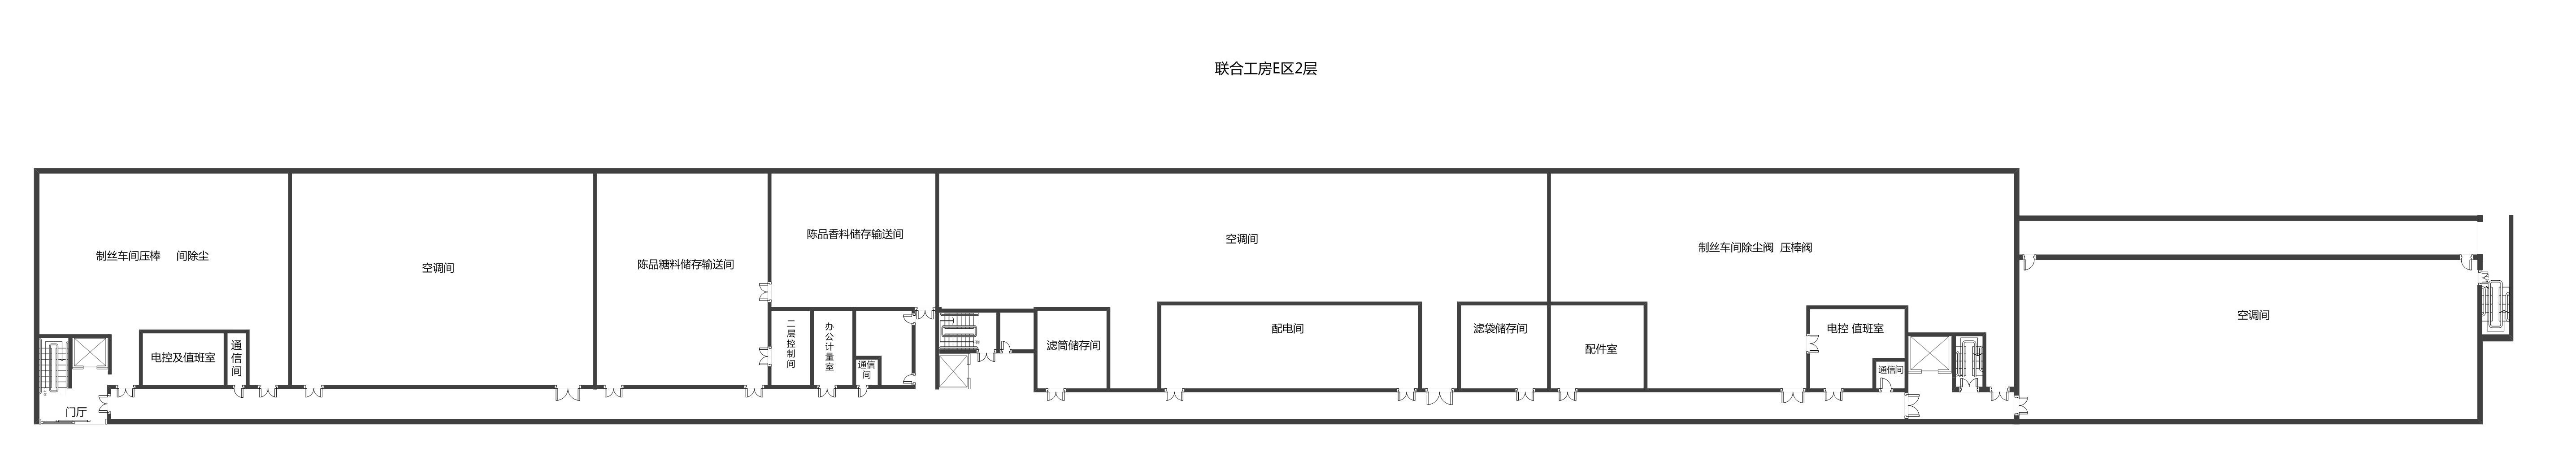 联合工房E区2层
制丝车间压棒 间除尘
空调间
陈品糖料储存输送间
陈品香料储存输送间
空调间
制丝车间除尘阀 压棒阀
空调间
电控及值班室
通信间
门厅
二层控制间
办公计量室
通信
间
滤筒储存间
配电间
滤袋储存间
配件室
电控 值班室
通信间